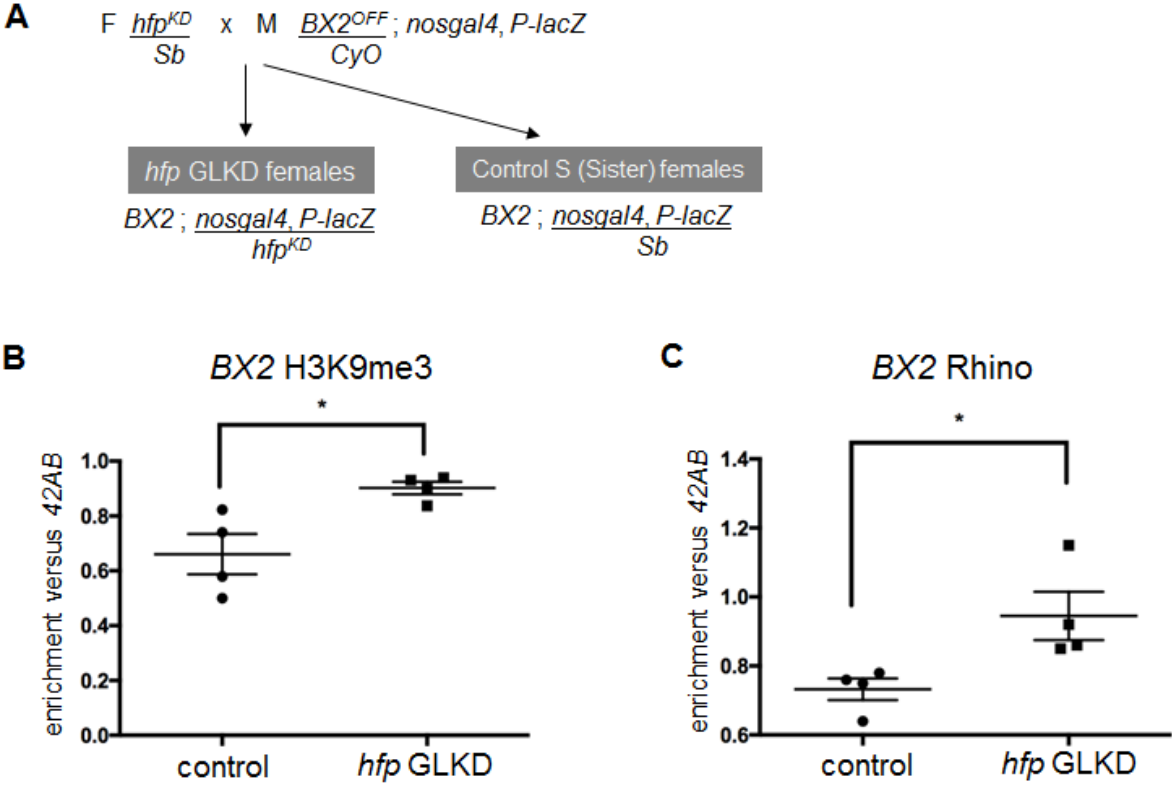 A
F hfpKD x M BX2OFF ; nosgal4, P-lacZ
Sb CyO
hfp GLKD females
Control S (Sister) females
BX2 ; nosgal4, P-lacZ
hfpKD
BX2 ; nosgal4, P-lacZ
Sb
B
BX2 H3K9me3
*
enrichment versus 42AB
1.0
0.8
0.6
0.4
0.2
0.0
control hfp GLKD
C
BX2 Rhino
*
enrichment versus 42AB
1.4
1.2
1.0
0.8
0.6
control hfp GLKD